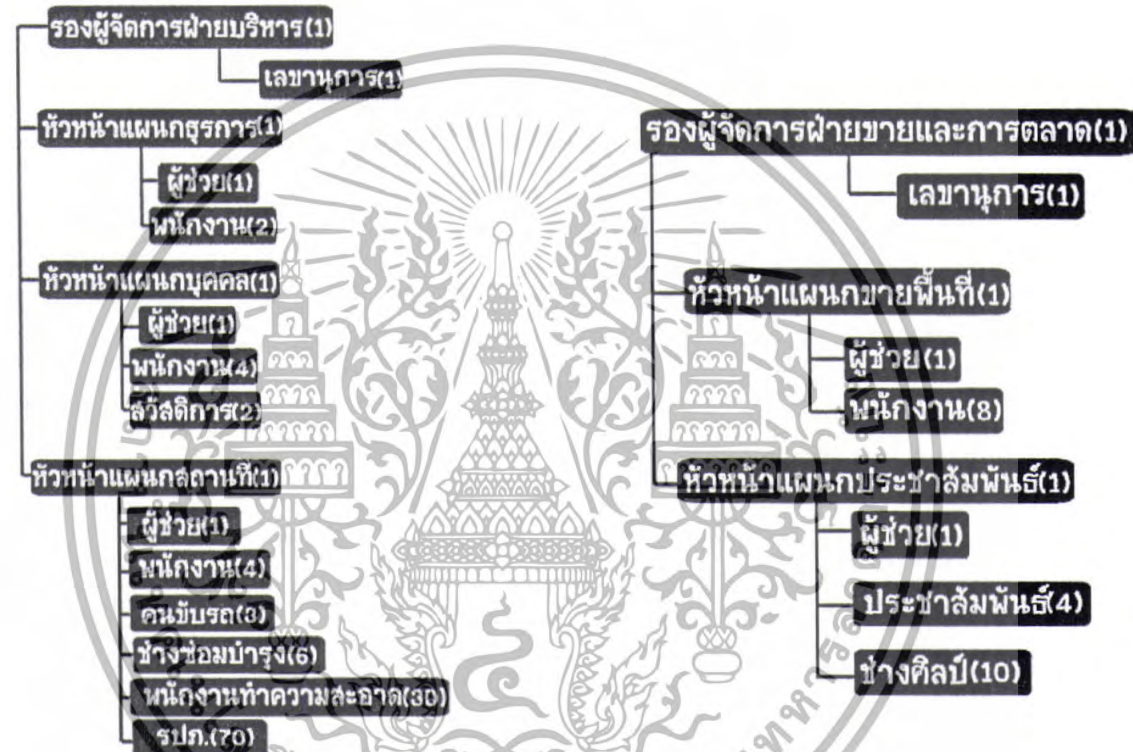 รองผู้จัดการฝ่ายบริหาร(1)
เลขานุการ(1)
หัวหน้าแผนกธุรการ(1)
ผู้ช่วย(1)
พนักงาน(2)
หัวหน้าแผนกบุคคล(1)
ผู้ช่วย(1)
พนักงาน(4)
สวัสดิการ(2)
หัวหน้าแผนกสถานที่(1)
ผู้ช่วย(1)
พนักงาน(4)
คนขับรถ(3)
ช่างซ่อมบำรุง(6)
พนักงานทำความสะอาด(30)
รปภ.(70)
รองผู้จัดการฝ่ายขายและการตลาด(1)
เลขานุการ(1)
หัวหน้าแผนกขายพื้นที่(1)
ผู้ช่วย(1)
พนักงาน(8)
หัวหน้าแผนกประชาสัมพันธ์(1)
ผู้ช่วย(1)
ประชาสัมพันธ์(4)
ช่างศิลป์(10)